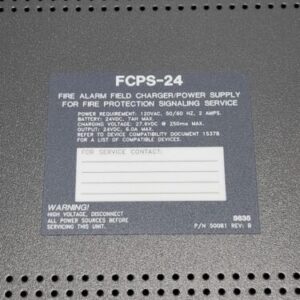 FCPS-24
FIRE ALARM FIELD CHARGER/POWER SUPPLY
FOR FIRE PROTECTION SIGNALING SERVICE
POWER REQUIREMENT: 120VAC, 50/60 HZ, 2 AMPS.
BATTERY: 24VDC, 7AH MAX.
CHARGING VOLTAGE: 27.6VDC @ 250ma MAX.
OUTPUT: 24VDC, 6.0A MAX.
REFER TO DEVICE COMPATIBILITY DOCUMENT 15378
FOR A LIST OF COMPATIBLE DEVICES.
FOR SERVICE CONTACT:
WARNING!
HIGH VOLTAGE, DISCONNECT
ALL POWER SOURCES BEFORE
SERVICING THIS UNIT.
S635
P/N 50081 REV: B